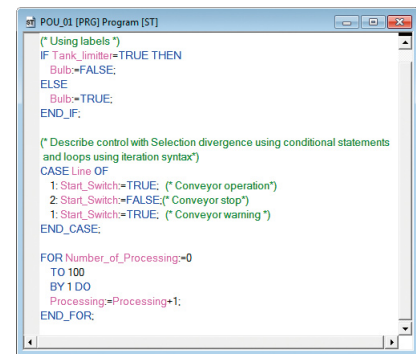 ST POU_01 [PRG] Program [ST]
(* Using labels *)
IF Tank_limitter=TRUE THEN
Bulb:=FALSE;
ELSE
Bulb:=TRUE;
END_IF;
(* Describe control with Selection divergence using conditional statements
and loops using iteration syntax*)
CASE Line OF
1: Start_Switch:=TRUE; (* Conveyor operation*)
2: Start_Switch:=FALSE;(* Conveyor stop*)
1: Start_Switch:=TRUE; (* Conveyor warning *)
END_CASE;
FOR Number_of_Processing:=0
TO 100
BY 1 DO
Processing:=Processing+1;
END_FOR;